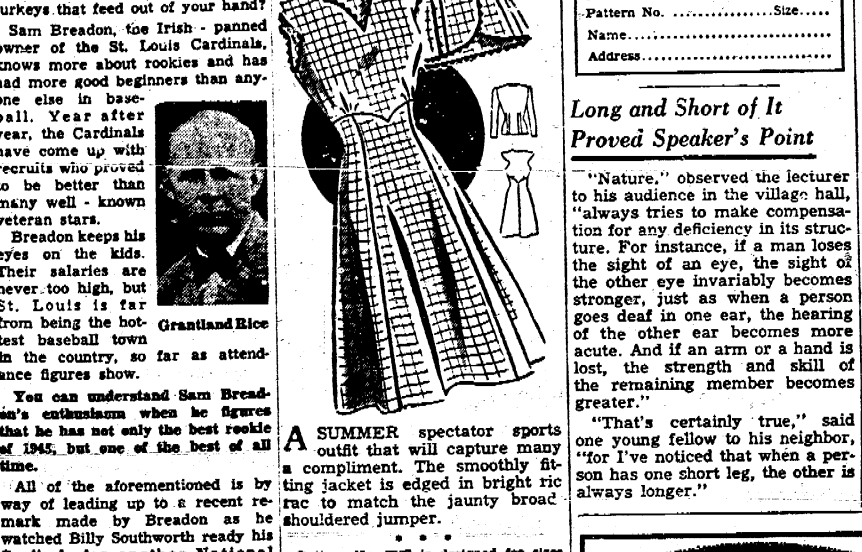 turkeys that feed out of your hand?
Sam Breadon, the Irish - panned
owner of the St. Louis Cardinals,
knows more about rookies and has
had more good beginners than any-
one else in base-
ball. Year after
year, the Cardinals
have come up with
recruits who proved
to be better than
many well - known
veteran stars.
Breadon keeps his
eyes on the kids.
Their salaries are
never too high, but
St. Louis is far
from being the hot-
test baseball town
in the country, so far as attend-
ance figures show.
Grantland Rice
You can understand Sam Bread-
on's enthusiasm when he figures
that he has not only the best rookie
of 1945, but one of the best of all
time.
All of the aforementioned is by
way of leading up to a recent re-
mark made by Breadon as he
watched Billy Southworth ready his
A SUMMER spectator sports
outfit that will capture many
a compliment. The smoothly fit-
ting jacket is edged in bright ric
rac to match the jaunty broad
shouldered jumper.
* * *
Pattern No. ................Size.....
Name.......................................
Address....................................
Long and Short of It
Proved Speaker's Point
"Nature," observed the lecturer
to his audience in the village hall,
"always tries to make compensa-
tion for any deficiency in its struc-
ture. For instance, if a man loses
the sight of an eye, the sight of
the other eye invariably becomes
stronger, just as when a person
goes deaf in one ear, the hearing
of the other ear becomes more
acute. And if an arm or a hand is
lost, the strength and skill of
the remaining member becomes
greater."
"That's certainly true," said
one young fellow to his neighbor,
"for I've noticed that when a per-
son has one short leg, the other is
always longer."